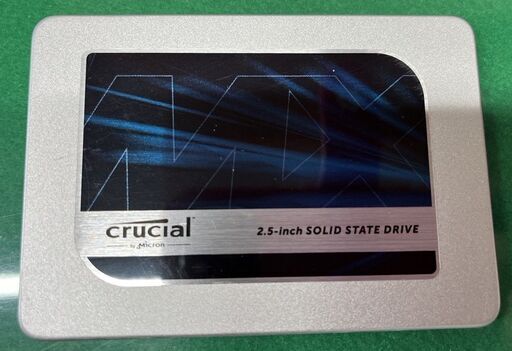 crucial
by Micron
2.5-inch SOLID STATE DRIVE